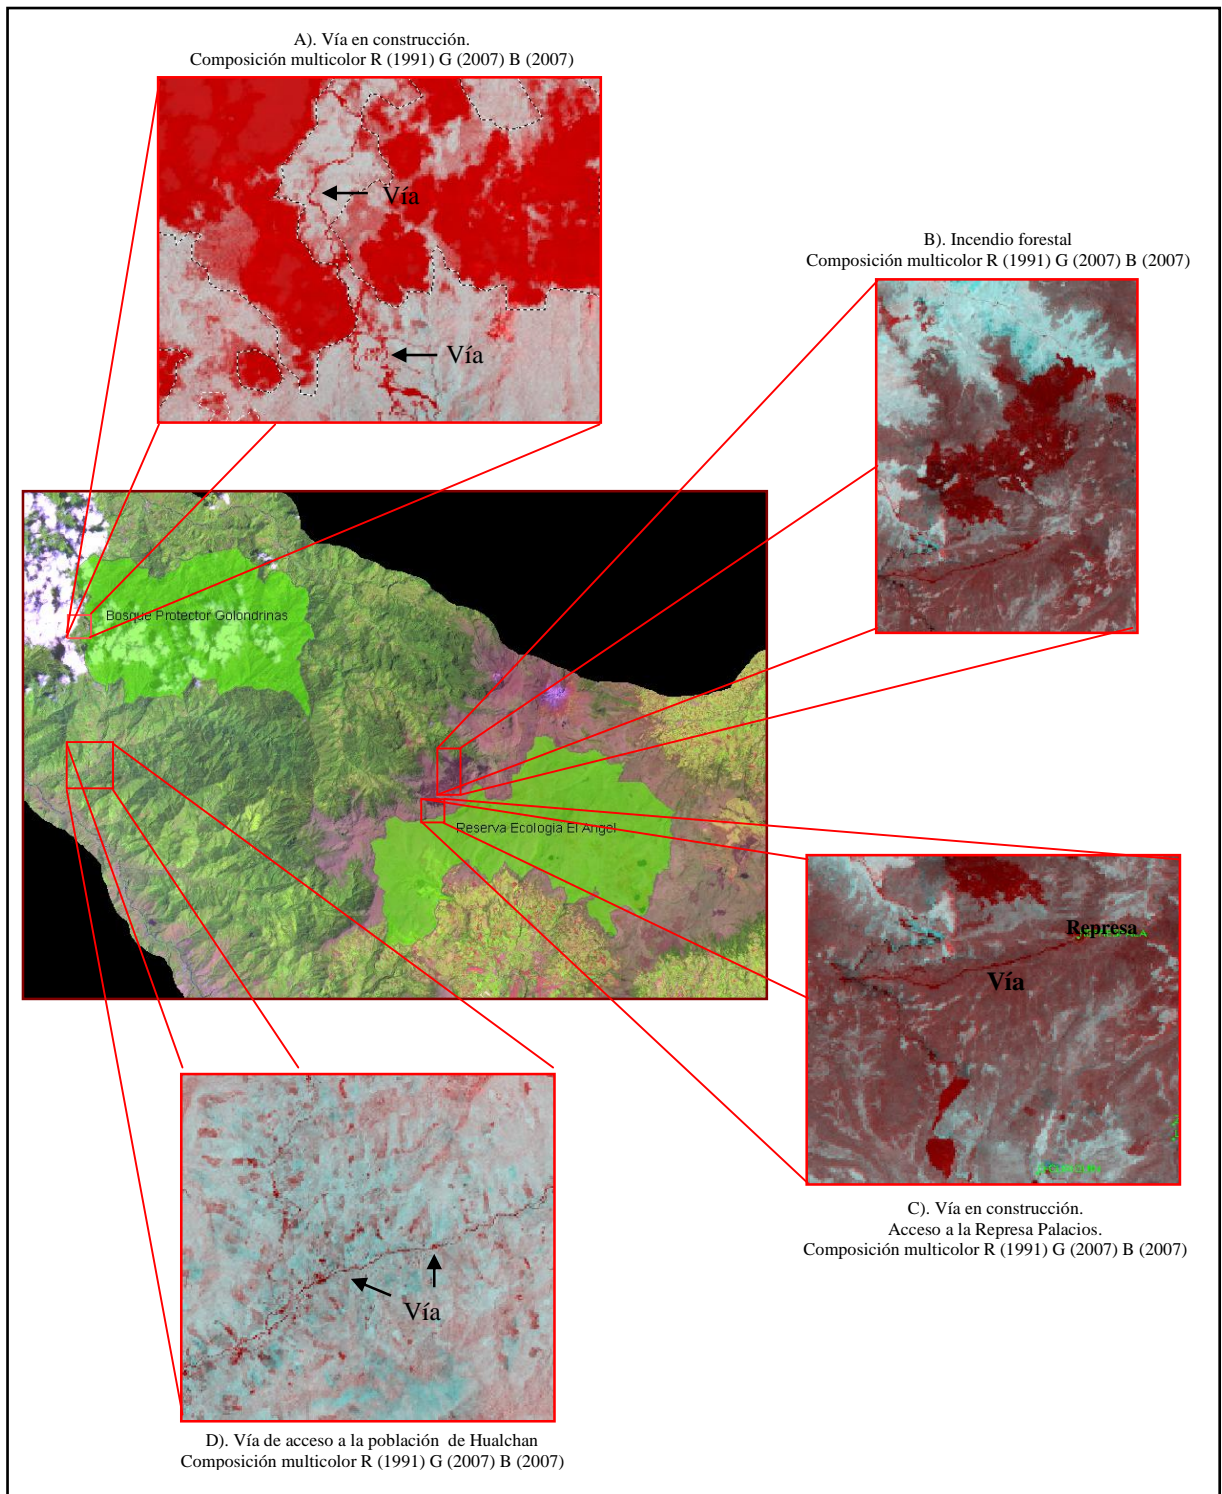 A). Vía en construcción.
Composición multicolor R (1991) G (2007) B (2007)
Vía
Vía
B). Incendio forestal
Composición multicolor R (1991) G (2007) B (2007)
Bosque Protector Golondrinas
Reserva Ecologia El Angel
Represa
Vía
C). Vía en construcción.
Acceso a la Represa Palacios.
Composición multicolor R (1991) G (2007) B (2007)
Vía
D). Vía de acceso a la población de Hualchan
Composición multicolor R (1991) G (2007) B (2007)